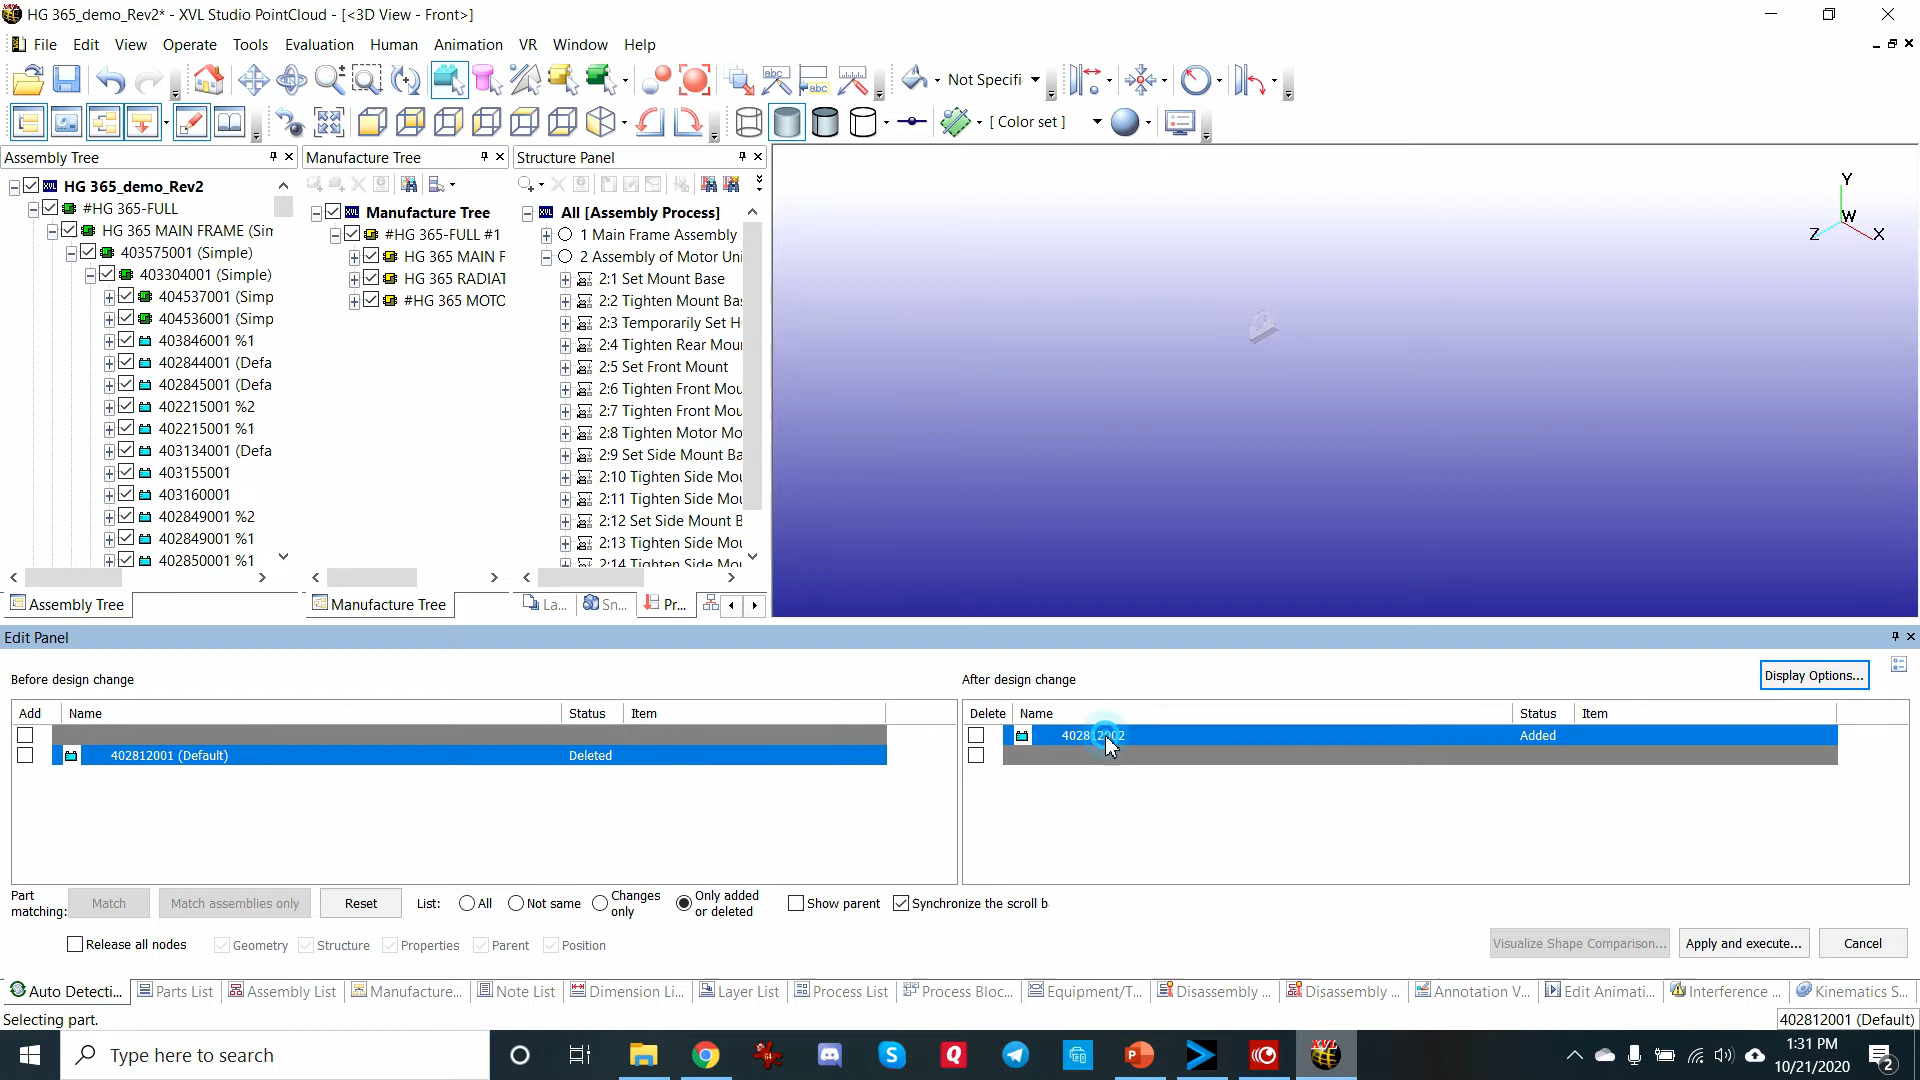 HG 365_demo_Rev2* - XVL Studio PointCloud - [<3D View - Front>]
File Edit View Operate Tools Evaluation Human Animation VR Window Help
Not Specifi
[ Color set ]
Assembly Tree
HG 365_demo_Rev2
#HG 365-FULL
HG 365 MAIN FRAME (Sin
403575001 (Simple)
403304001 (Simple)
404537001 (Simp
404536001 (Simp
403846001 %1
402844001 (Defa
402845001 (Defa
402215001 %2
402215001 %1
403134001 (Defa
403155001
403160001
402849001 %2
402849001 %1
402850001 %1
Assembly Tree
Manufacture Tree
Manufacture Tree
#HG 365-FULL #1
HG 365 MAIN F
HG 365 RADIAT
#HG 365 MOTO
Manufacture Tree
Structure Panel
All [Assembly Process]
1 Main Frame Assembly
2 Assembly of Motor Uni
2:1 Set Mount Base
2:2 Tighten Mount Bas
2:3 Temporarily Set H
2:4 Tighten Rear Mour
2:5 Set Front Mount
2:6 Tighten Front Mou
2:7 Tighten Front Mou
2:8 Tighten Motor Mo
2:9 Set Side Mount Ba
2:10 Tighten Side Mou
2:11 Tighten Side Mou
2:12 Set Side Mount B
2:13 Tighten Side Mou
2:14 Tighten Side Mou
La... Sn... Pr...
Y
W
Z X
Edit Panel
Before design change
Add Name Status Item
402812001 (Default) Deleted
After design change
Display Options...
Delete Name Status Item
402812002 Added
Part matching: Match Match assemblies only Reset List: All Not same Changes only Only added or deleted Show parent Synchronize the scroll b
Release all nodes Geometry Structure Properties Parent Position
Visualize Shape Comparison... Apply and execute... Cancel
Auto Detecti... Parts List Assembly List Manufacture... Note List Dimension Li... Layer List Process List Process Bloc... Equipment/T... Disassembly ... Disassembly ... Annotation V... Edit Animati... Interference ... Kinematics S...
Selecting part.
402812001 (Default)
Type here to search
1:31 PM
10/21/2020
2